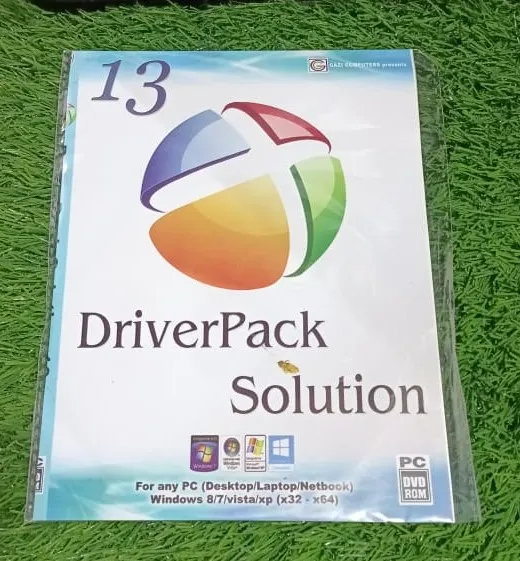 13
GAZI COMPUTERS presents
DriverPack
Solution
For any PC (Desktop/Laptop/Netbook)
Windows 8/7/vista/xp (x32 - x64)
PC
DVD
ROM